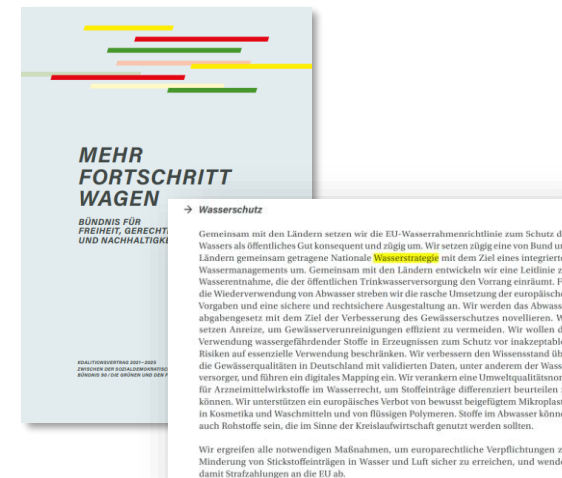 MEHR
FORTSCHRITT
WAGEN
BÜNDNIS FÜR
FREIHEIT,
UND NACHHALTIGKE
KOALITIONSVERTRAG 2021–2025
ZWISCHEN DER
BÜNDNIS 90 / DIE GRÜNEN UND DEN F
→ Wasserschutz
Gemeinsam mit den Ländern setzen wir die EU-Wasserrahmenrichtlinie zum Schutz d
Wassers als öffentliches Gut konsequent und zügig um. Wir setzen zügig eine von Bund un
Ländern gemeinsam getragene Nationale Wasserstrategie mit dem Ziel eines integrierte
Wassermanagements um. Gemeinsam mit den Ländern entwickeln wir eine Leitlinie z
Wasserentnahme, die der öffentlichen Trinkwasserversorgung den Vorrang einräumt. F
die Wiederverwendung von Abwasser streben wir die rasche Umsetzung der europäische
Vorgaben und eine sichere und rechtsichere Ausgestaltung an. Wir werden das Abwass
abgabengesetz mit dem Ziel der Verbesserung des Gewässerschutzes novellieren. W
setzen Anreize, um Gewässerverunreinigungen effizient zu vermeiden. Wir wollen d
Verwendung wassergefährdender Stoffe in Erzeugnissen zum Schutz vor inakzeptable
Risiken auf essenzielle Verwendung beschränken. Wir verbessern den Wissensstand üb
die Gewässerqualitäten in Deutschland mit validierten Daten, unter anderem der Wass
versorger, und führen ein digitales Mapping ein. Wir verankern eine Umweltqualitätsnor
für Arzneimittelwirkstoffe im Wasserrecht, um Stoffeinträge differenziert beurteilen z
können. Wir unterstützen ein europäisches Verbot von bewusst beigefügtem Mikroplast
in Kosmetika und Waschmitteln und von flüssigen Polymeren. Stoffe im Abwasser könne
auch Rohstoffe sein, die im Sinne der Kreislaufwirtschaft genutzt werden sollten.
Wir ergreifen alle notwendigen Maßnahmen, um europarechtliche Verpflichtungen z
Minderung von Stickstoffeinträgen in Wasser und Luft sicher zu erreichen, und wende
damit Strafzahlungen an die EU ab.